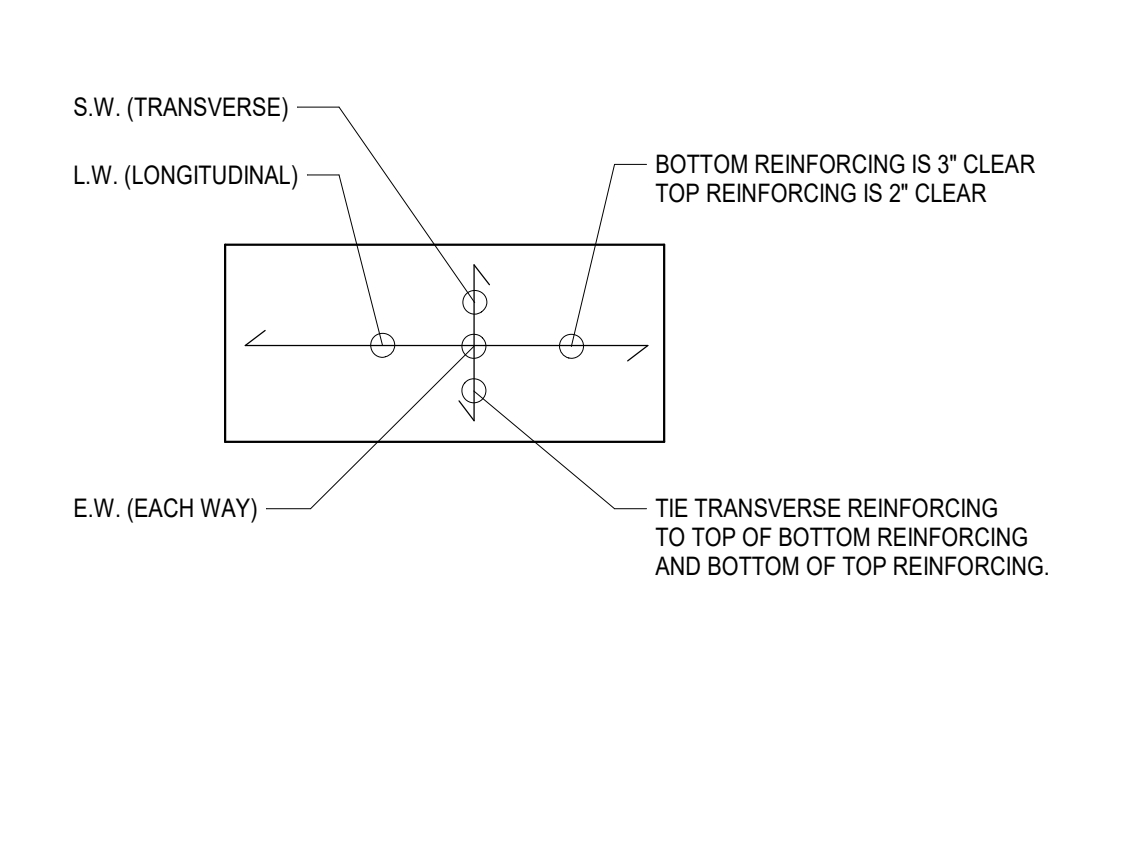 S.W. (TRANSVERSE)
L.W. (LONGITUDINAL)
BOTTOM REINFORCING IS 3" CLEAR
TOP REINFORCING IS 2" CLEAR
E.W. (EACH WAY)
TIE TRANSVERSE REINFORCING
TO TOP OF BOTTOM REINFORCING
AND BOTTOM OF TOP REINFORCING.